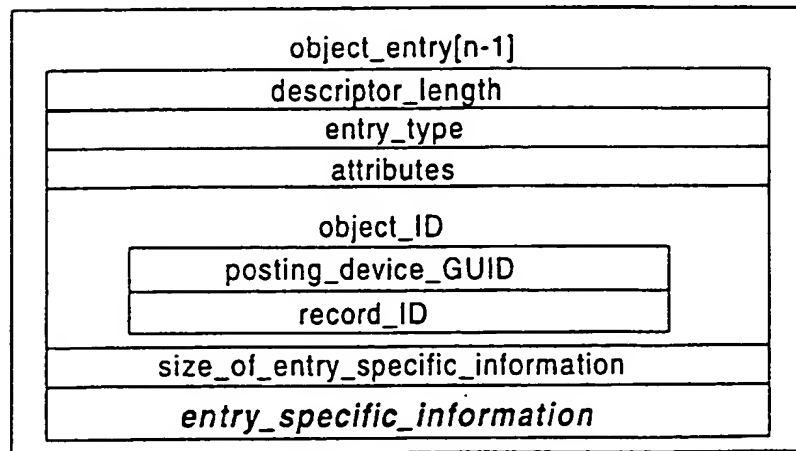 object_entry[n-1]
descriptor_length
entry_type
attributes
object_ID
posting_device_GUID
record_ID
size_of_entry_specific_information
entry_specific_information